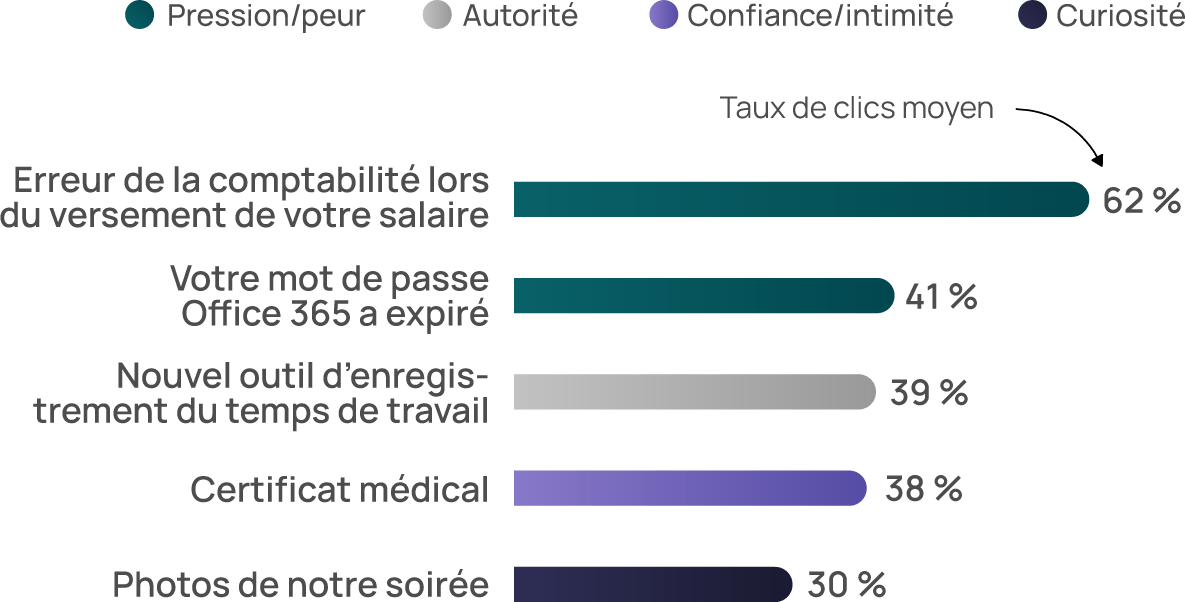 Pression/peur Autorité Confiance/intimité Curiosité
Taux de clics moyen
Erreur de la comptabilité lors
du versement de votre salaire
62 %
Votre mot de passe
Office 365 a expiré
41 %
Nouvel outil d’enregis-
trement du temps de travail
39 %
Certificat médical
38 %
Photos de notre soirée
30 %